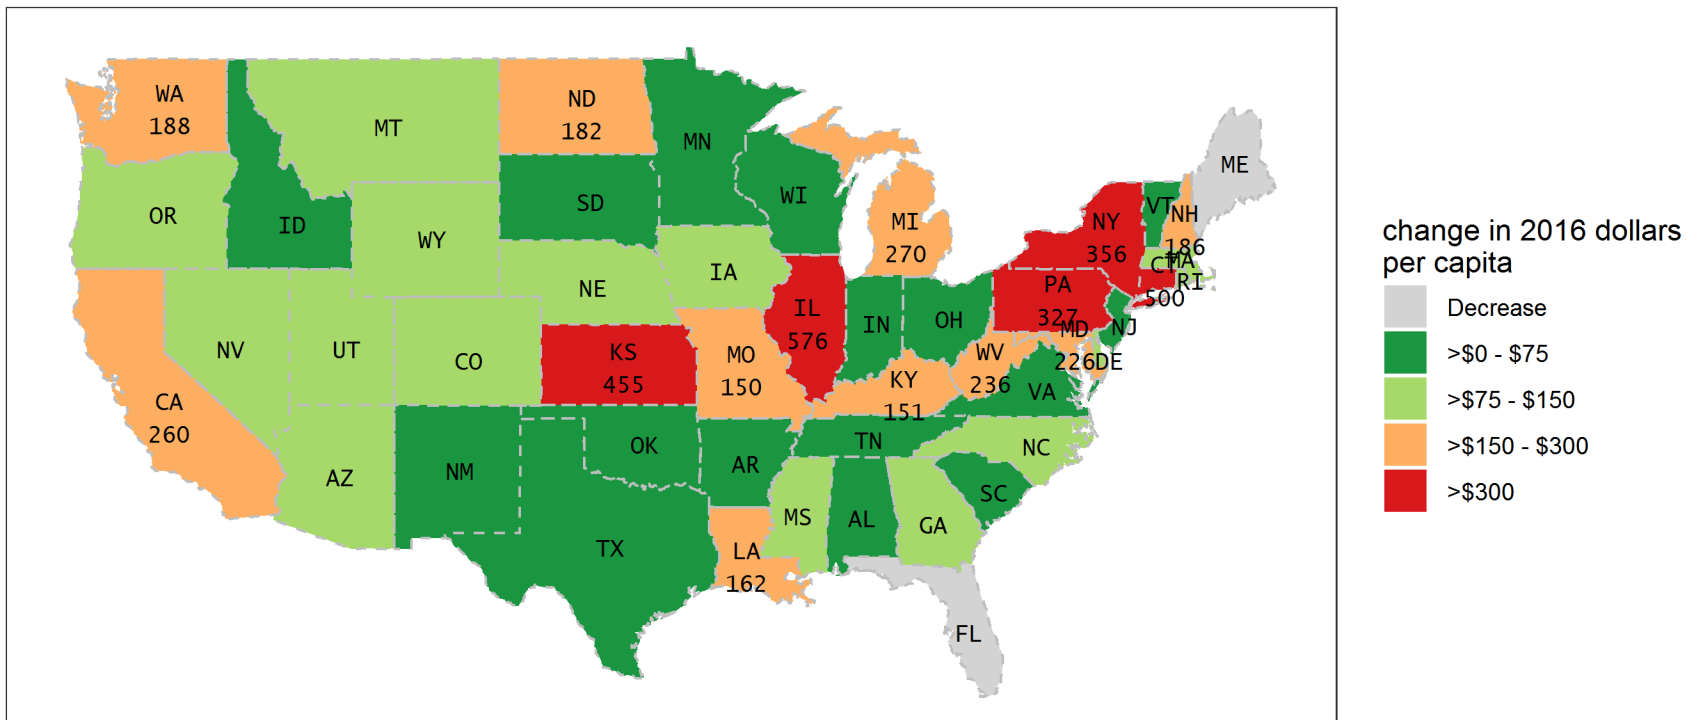 WA
188
MT
ND
182
MN
ME
OR
ID
SD
WI
WY
MI
270
NY
356
VT
NH
186
MA
CT
500
RI
IA
NE
PA
327
NV
UT
CO
KS
455
MO
150
IL
576
IN
OH
NJ
MD
226
DE
WV
236
KY
151
VA
CA
260
AZ
NM
OK
AR
TN
NC
SC
MS
AL
GA
TX
LA
162
FL
change in 2016 dollars
per capita
Decrease
>$0 - $75
>$75 - $150
>$150 - $300
>$300